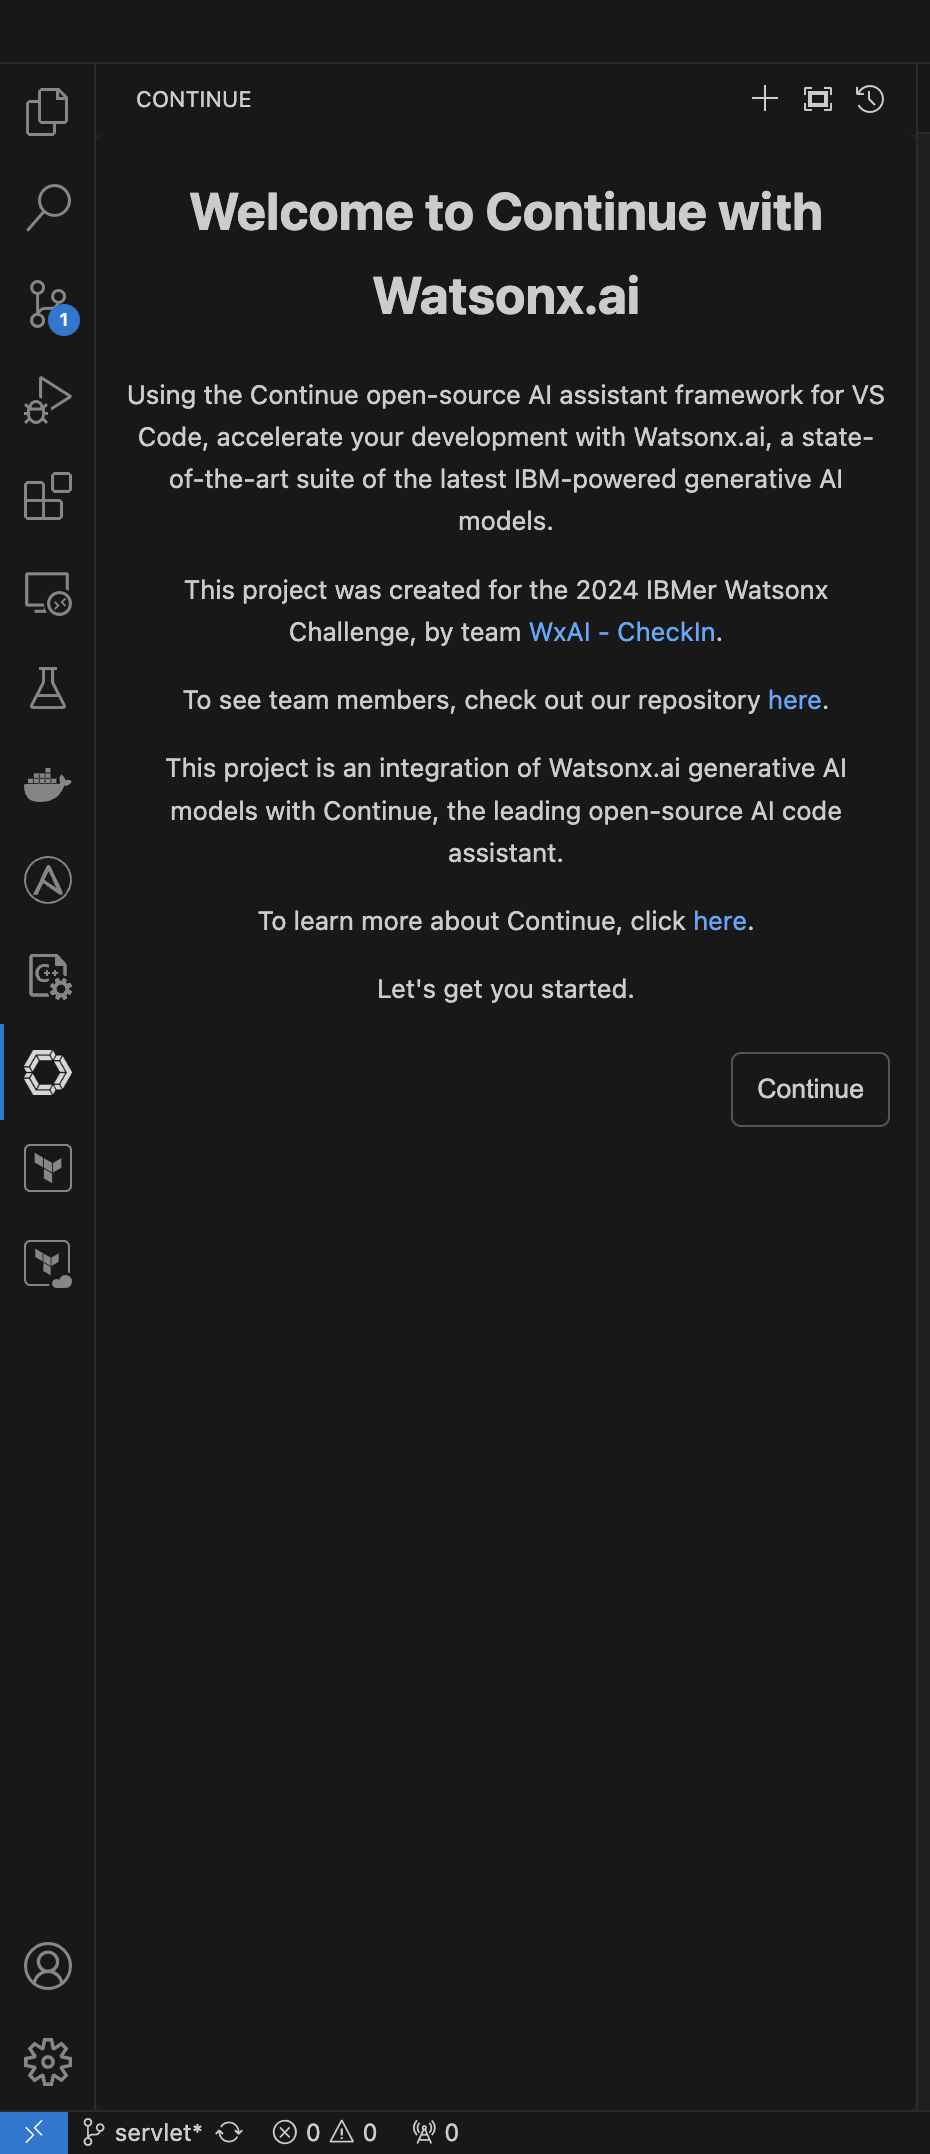 CONTINUE
Welcome to Continue with
Watsonx.ai
1
Using the Continue open-source AI assistant framework for VS
Code, accelerate your development with Watsonx.ai, a state-
of-the-art suite of the latest IBM-powered generative AI
models.
This project was created for the 2024 IBMer Watsonx
Challenge, by team WxAI - CheckIn.
To see team members, check out our repository here.
This project is an integration of Watsonx.ai generative AI
models with Continue, the leading open-source AI code
assistant.
To learn more about Continue, click here.
C++
Let's get you started.
Continue
servlet* 0 0 0